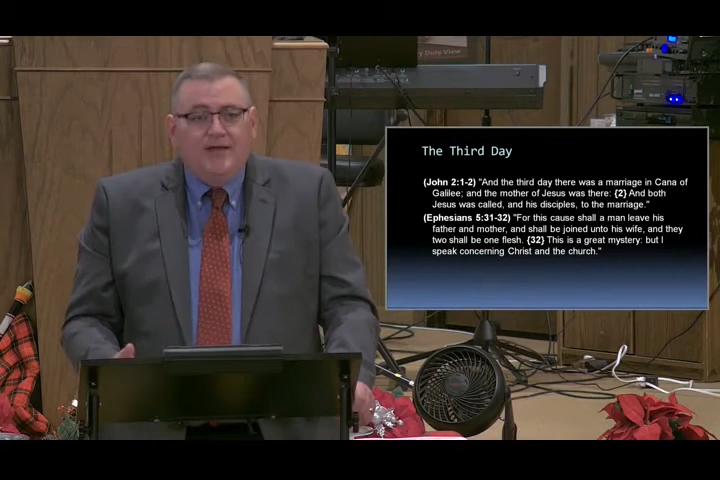 y Duty View
The Third Day
(John 2:1-2) "And the third day there was a marriage in Cana of
Galilee; and the mother of Jesus was there: {2} And both
Jesus was called, and his disciples, to the marriage."
(Ephesians 5:31-32) "For this cause shall a man leave his
father and mother, and shall be joined unto his wife, and they
two shall be one flesh. {32} This is a great mystery: but I
speak concerning Christ and the church."